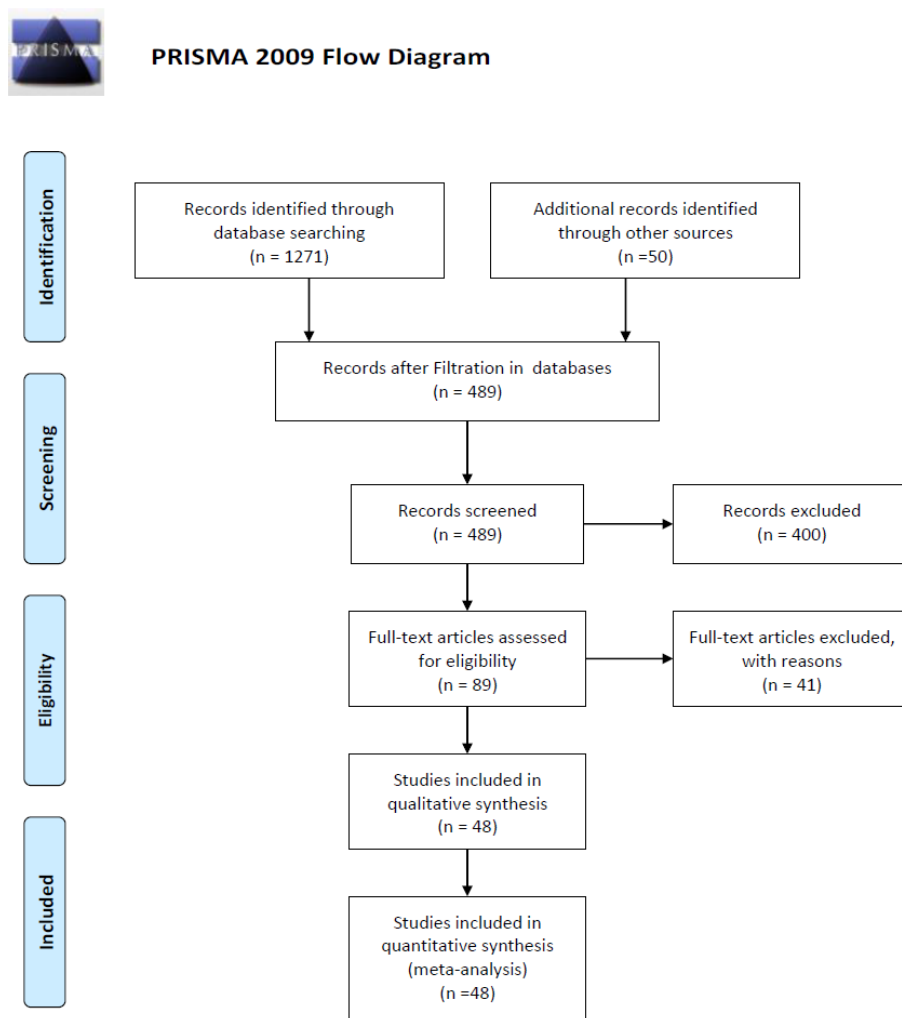 PRISMA
PRISMA 2009 Flow Diagram
Identification
Records identified through
database searching
(n = 1271)
Additional records identified
through other sources
(n =50)
Records after Filtration in databases
(n = 489)
Screening
Records screened
(n = 489)
Records excluded
(n = 400)
Eligibility
Full-text articles assessed
for eligibility
(n = 89)
Full-text articles excluded,
with reasons
(n = 41)
Studies included in
qualitative synthesis
(n = 48)
Included
Studies included in
quantitative synthesis
(meta-analysis)
(n =48)